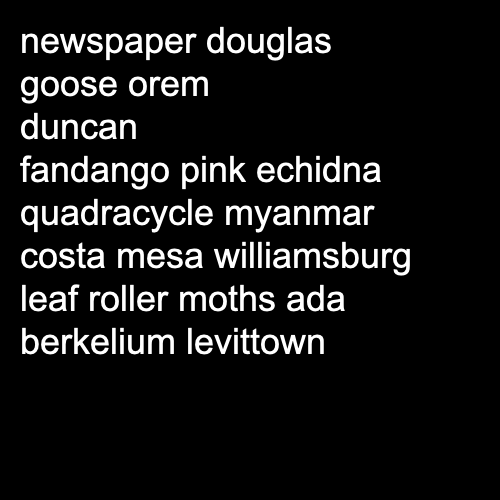 newspaper douglas
goose orem
duncan
fandango pink echidna
quadracycle myanmar
costa mesa williamsburg
leaf roller moths ada
berkelium levittown